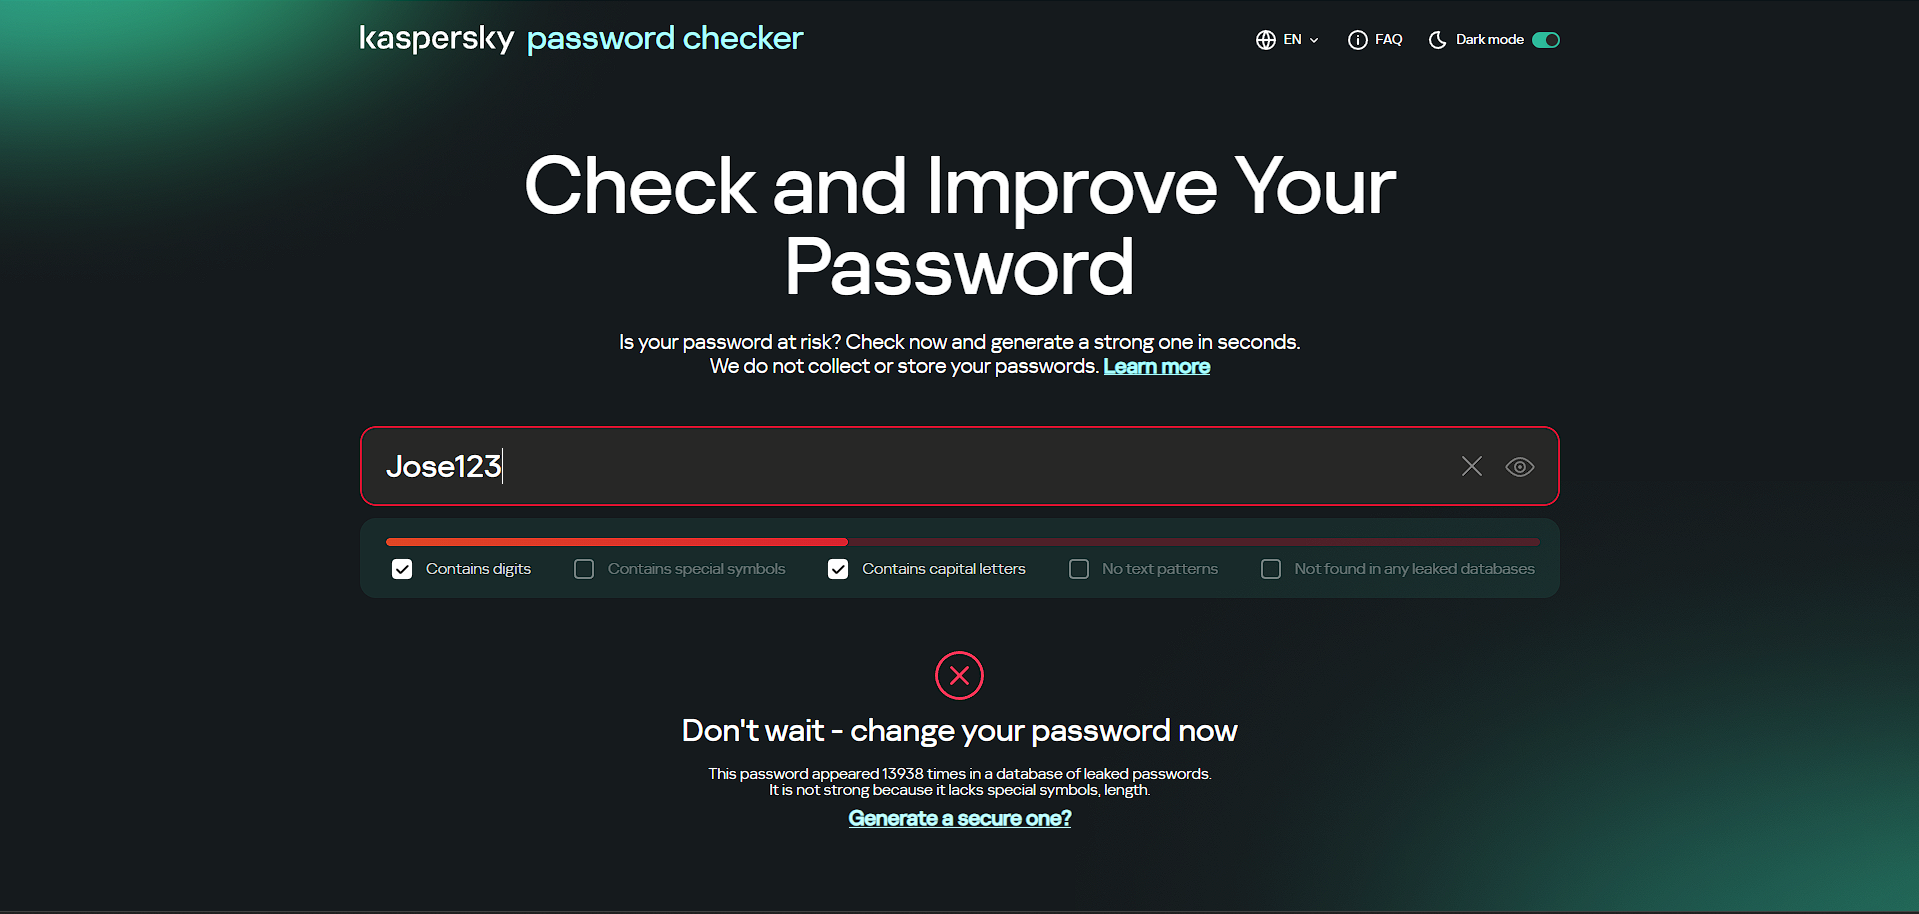 kaspersky password checker
EN
FAQ
Dark mode
Check and Improve Your
Password
Is your password at risk? Check now and generate a strong one in seconds.
We do not collect or store your passwords. Learn more
Jose123
Contains digits
Contains special symbols
Contains capital letters
No text patterns
Not found in any leaked databases
Don't wait - change your password now
This password appeared 13938 times in a database of leaked passwords.
It is not strong because it lacks special symbols, length.
Generate a secure one?